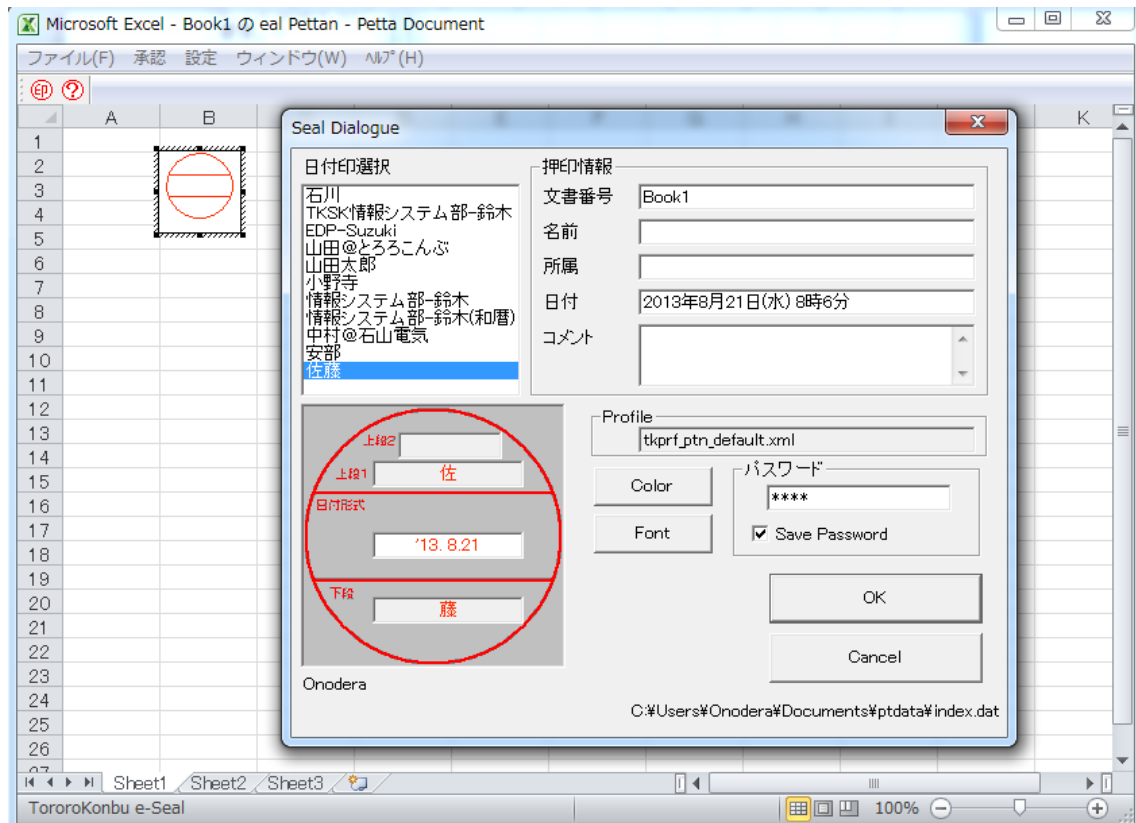 Microsoft Excel - Book1 の eal Pettan - Petta Document
ファイル(F) 承認 設定 ウィンドウ(W) ヘルプ(H)
印 ?
A B K
1
2
3
4
5
6
7
8
9
10
11
12
13
14
15
16
17
18
19
20
21
22
23
24
25
26
Seal Dialogue
日付印選択
石川
TKSK情報システム部-鈴木
EDP-Suzuki
山田@とろろこんぶ
山田太郎
小野寺
情報システム部-鈴木
情報システム部-鈴木(和暦)
中村@石山電気
安部
佐藤
押印情報
文書番号 Book1
名前
所属
日付 2013年8月21日(水) 8時6分
コメント
上段2
上段1 佐
日付形式
'13. 8.21
下段
藤
Onodera
Profile
tkprf_ptn_default.xml
Color
Font
パスワード
****
Save Password
OK
Cancel
C:¥Users¥Onodera¥Documents¥ptdata¥index.dat
Sheet1 Sheet2 Sheet3
TororoKonbu e-Seal 100%